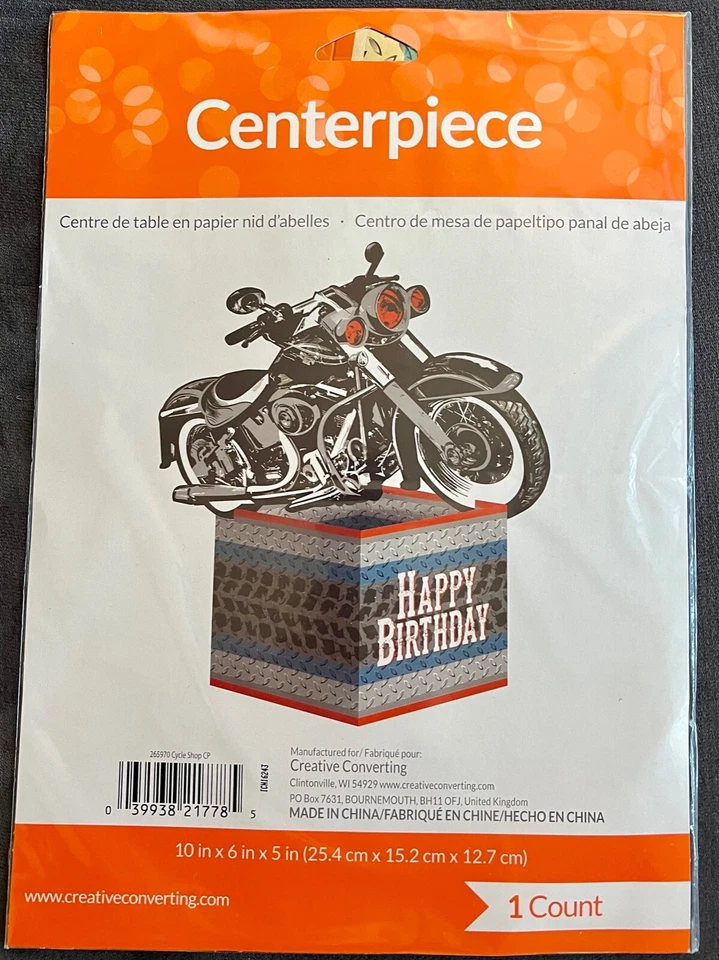 Centerpiece
Centre de table en papier nid d'abelles · Centro de mesa de papeltipo panal de abeja
HAPPY
BIRTHDAY
265970 Cycle Shop CP
TCH16243
0 39938 21778 5
Manufactured for/ Fabriqué pour:
Creative Converting
Clintonville, WI 54929 www.creativeconverting.com
PO Box 7631, BOURNEMOUTH, BH11 OFJ, United Kingdom
MADE IN CHINA/FABRIQUÉ EN CHINE/HECHO EN CHINA
10 in x 6 in x 5 in (25.4 cm x 15.2 cm x 12.7 cm)
www.creativeconverting.com
1 Count